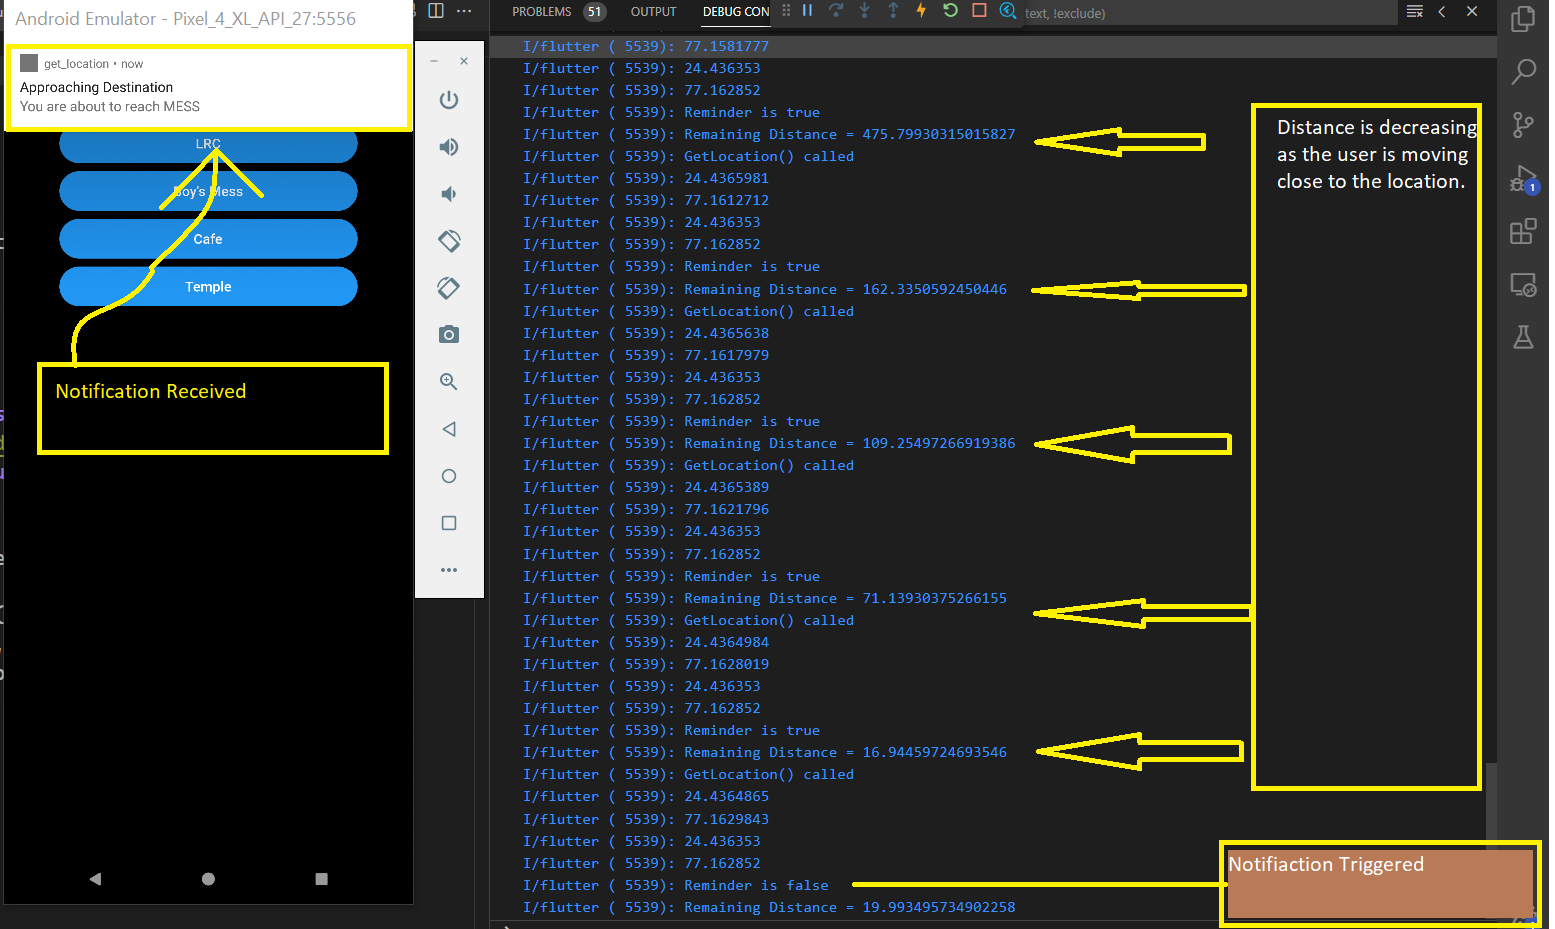 Android Emulator - Pixel_4_XL_API_27:5556
get_location • now
Approaching Destination
You are about to reach MESS
LRC
Boy's Mess
Cafe
Temple
Notification Received
PROBLEMS 51 OUTPUT DEBUG CON text, !exclude)
I/flutter ( 5539): 77.1581777
I/flutter ( 5539): 24.436353
I/flutter ( 5539): 77.162852
I/flutter ( 5539): Reminder is true
I/flutter ( 5539): Remaining Distance = 475.79930315015827
I/flutter ( 5539): GetLocation() called
I/flutter ( 5539): 24.4365981
I/flutter ( 5539): 77.1612712
I/flutter ( 5539): 24.436353
I/flutter ( 5539): 77.162852
I/flutter ( 5539): Reminder is true
I/flutter ( 5539): Remaining Distance = 162.3350592450446
I/flutter ( 5539): GetLocation() called
I/flutter ( 5539): 24.4365638
I/flutter ( 5539): 77.1617979
I/flutter ( 5539): 24.436353
I/flutter ( 5539): 77.162852
I/flutter ( 5539): Reminder is true
I/flutter ( 5539): Remaining Distance = 109.25497266919386
I/flutter ( 5539): GetLocation() called
I/flutter ( 5539): 24.4365389
I/flutter ( 5539): 77.1621796
I/flutter ( 5539): 24.436353
I/flutter ( 5539): 77.162852
I/flutter ( 5539): Reminder is true
I/flutter ( 5539): Remaining Distance = 71.13930375266155
I/flutter ( 5539): GetLocation() called
I/flutter ( 5539): 24.4364984
I/flutter ( 5539): 77.1628019
I/flutter ( 5539): 24.436353
I/flutter ( 5539): 77.162852
I/flutter ( 5539): Reminder is true
I/flutter ( 5539): Remaining Distance = 16.94459724693546
I/flutter ( 5539): GetLocation() called
I/flutter ( 5539): 24.4364865
I/flutter ( 5539): 77.1629843
I/flutter ( 5539): 24.436353
I/flutter ( 5539): 77.162852
I/flutter ( 5539): Reminder is false
I/flutter ( 5539): Remaining Distance = 19.993495734902258
Distance is decreasing
as the user is moving
close to the location.
1
Notifiaction Triggered